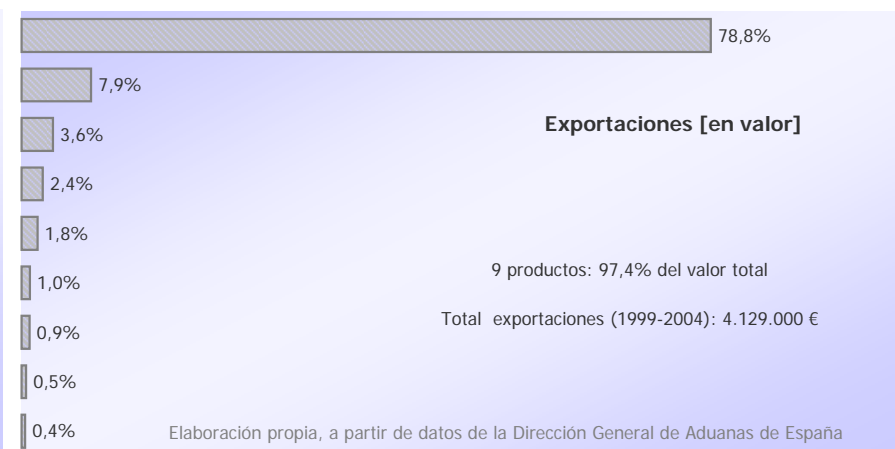 78,8%
7,9%
Exportaciones [en valor]
3,6%
2,4%
1,8%
9 productos: 97,4% del valor total
1,0%
Total exportaciones (1999-2004): 4.129.000 €
0,9%
0,5%
0,4%
Elaboración propia, a partir de datos de la Dirección General de Aduanas de España